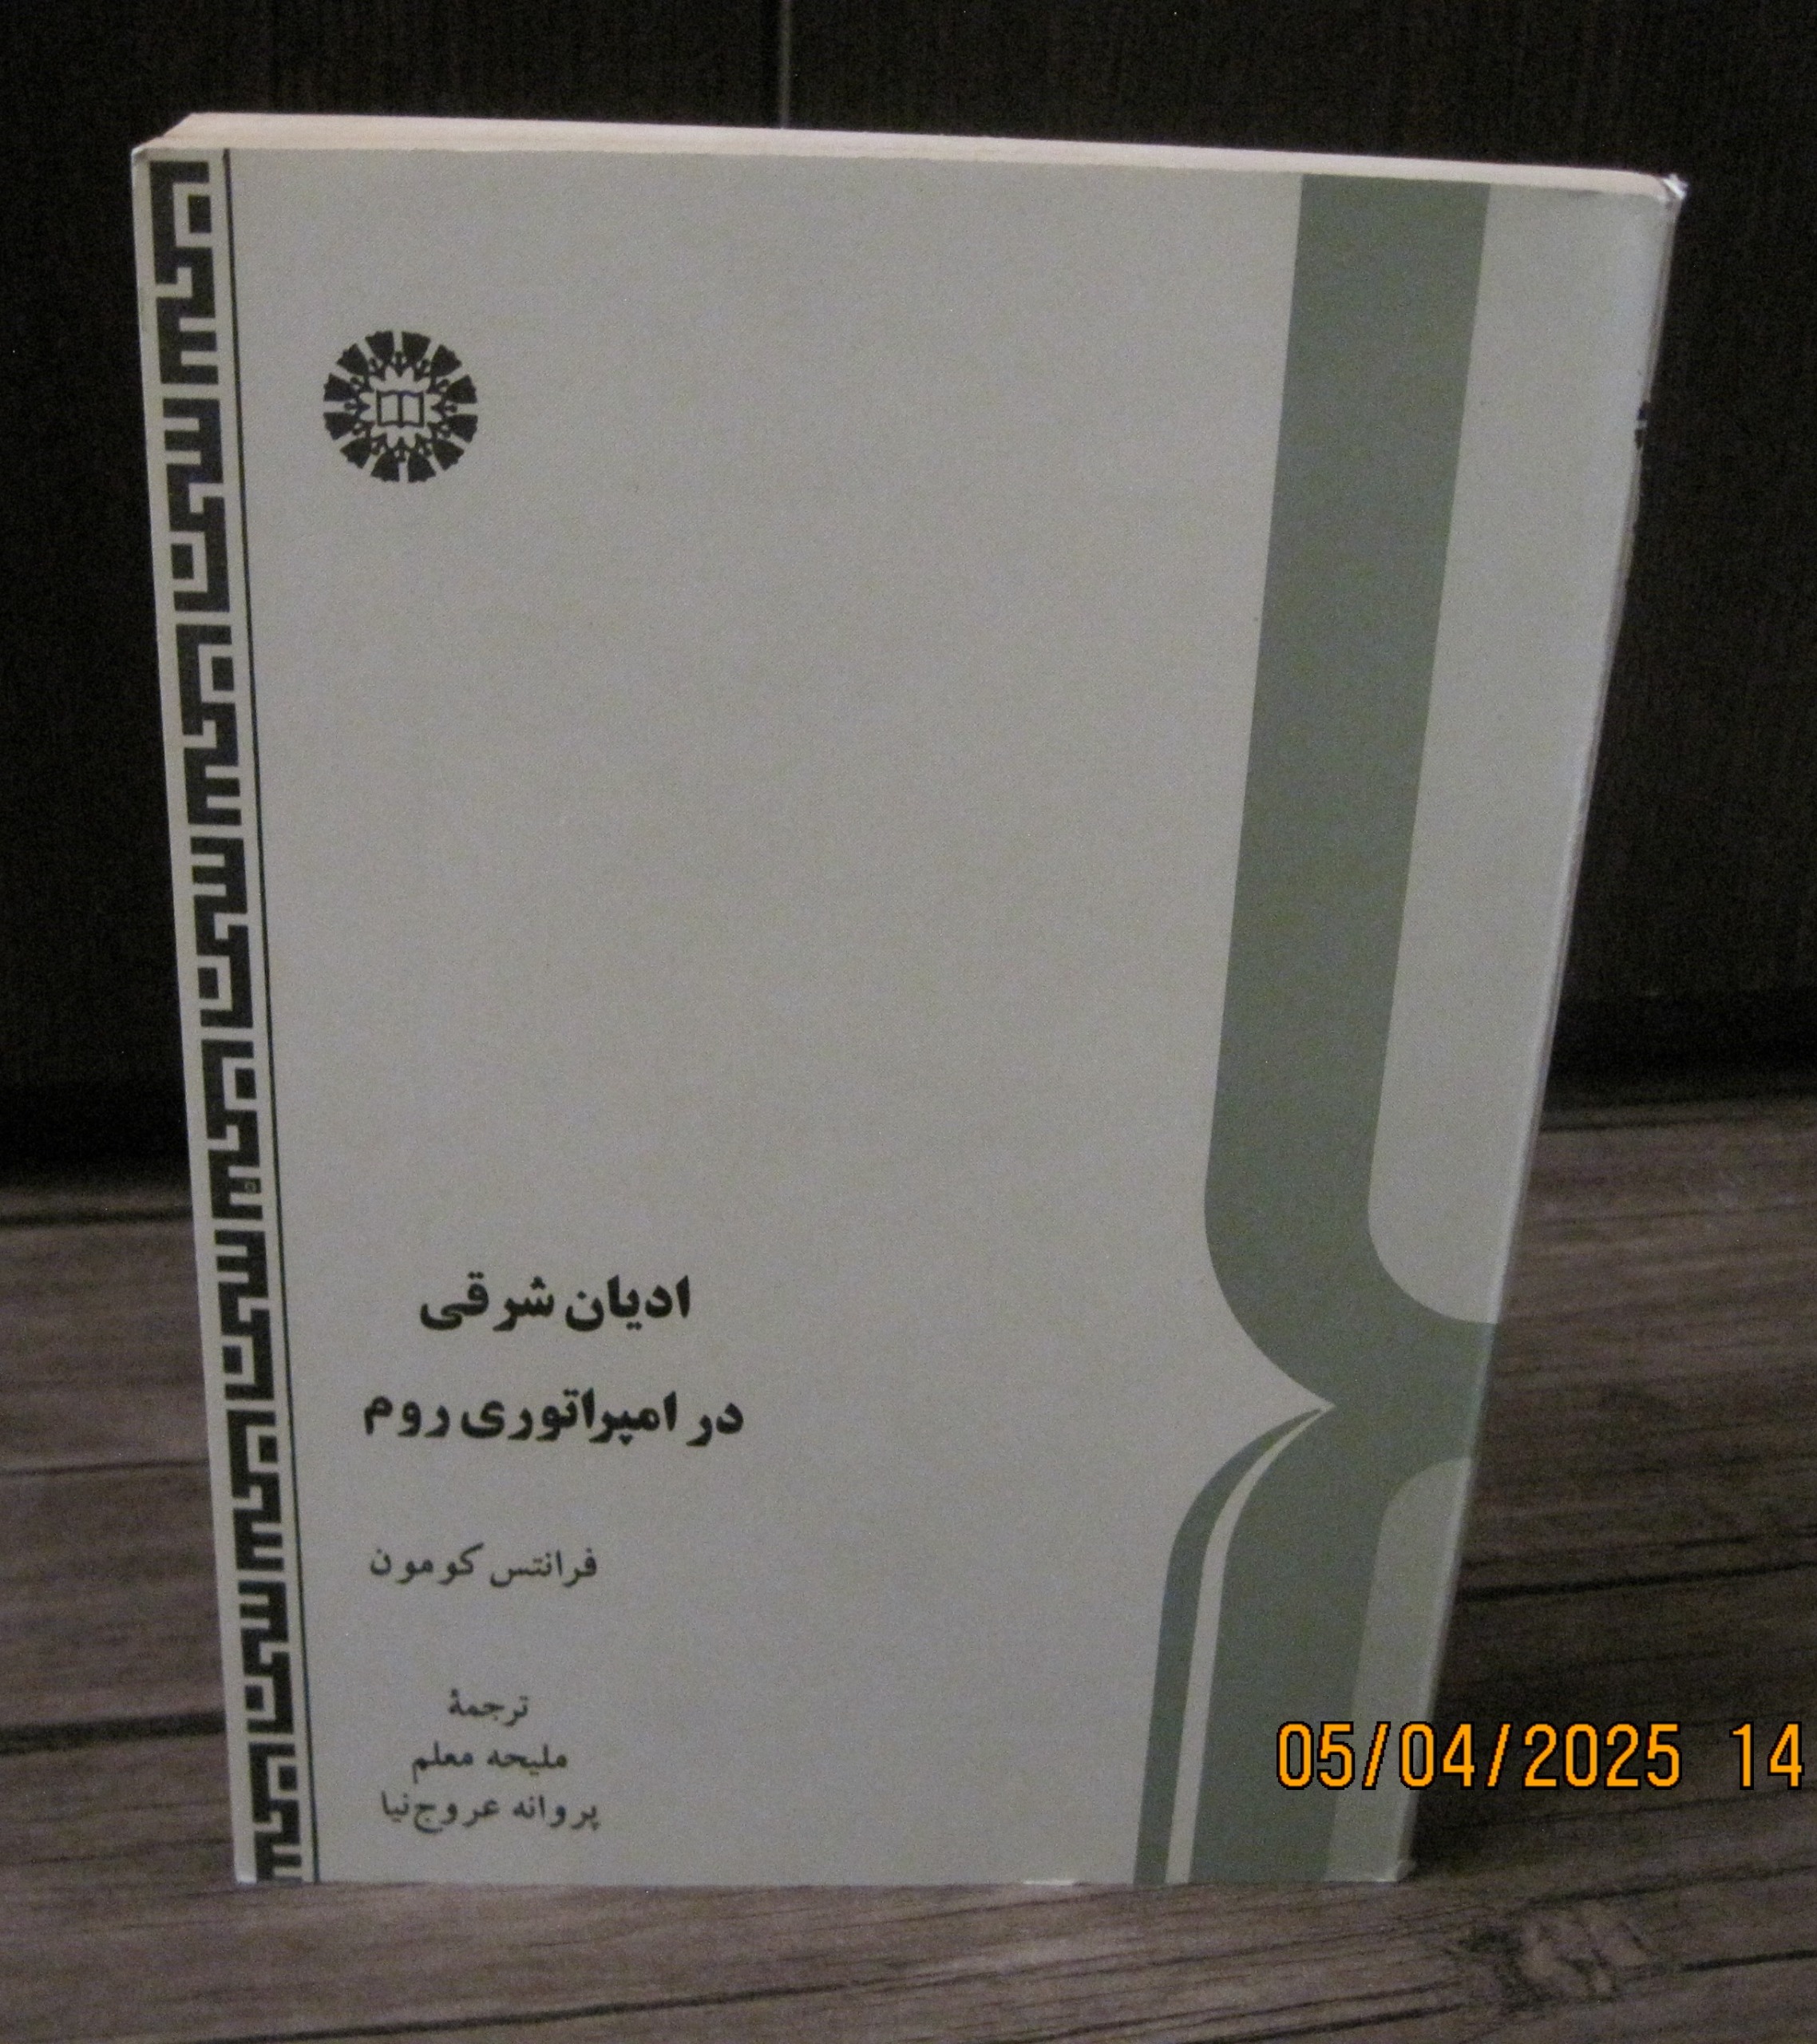 ادیان شرقی
در امپراتوری روم
فرانتس کومون
ترجمهٔ
ملیحه معلم
پروانه عروج‌نیا
05/04/2025 14